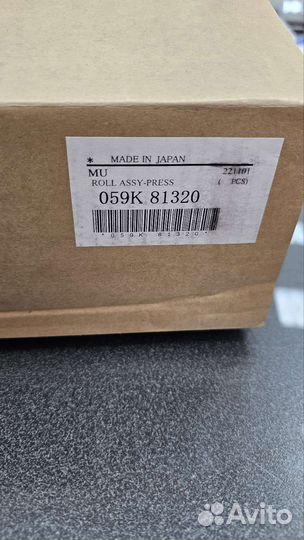 * MADE IN JAPAN
MU 221101
ROLL ASSY-PRESS ( PCS)
059K 81320
*059K 81320*
Avito